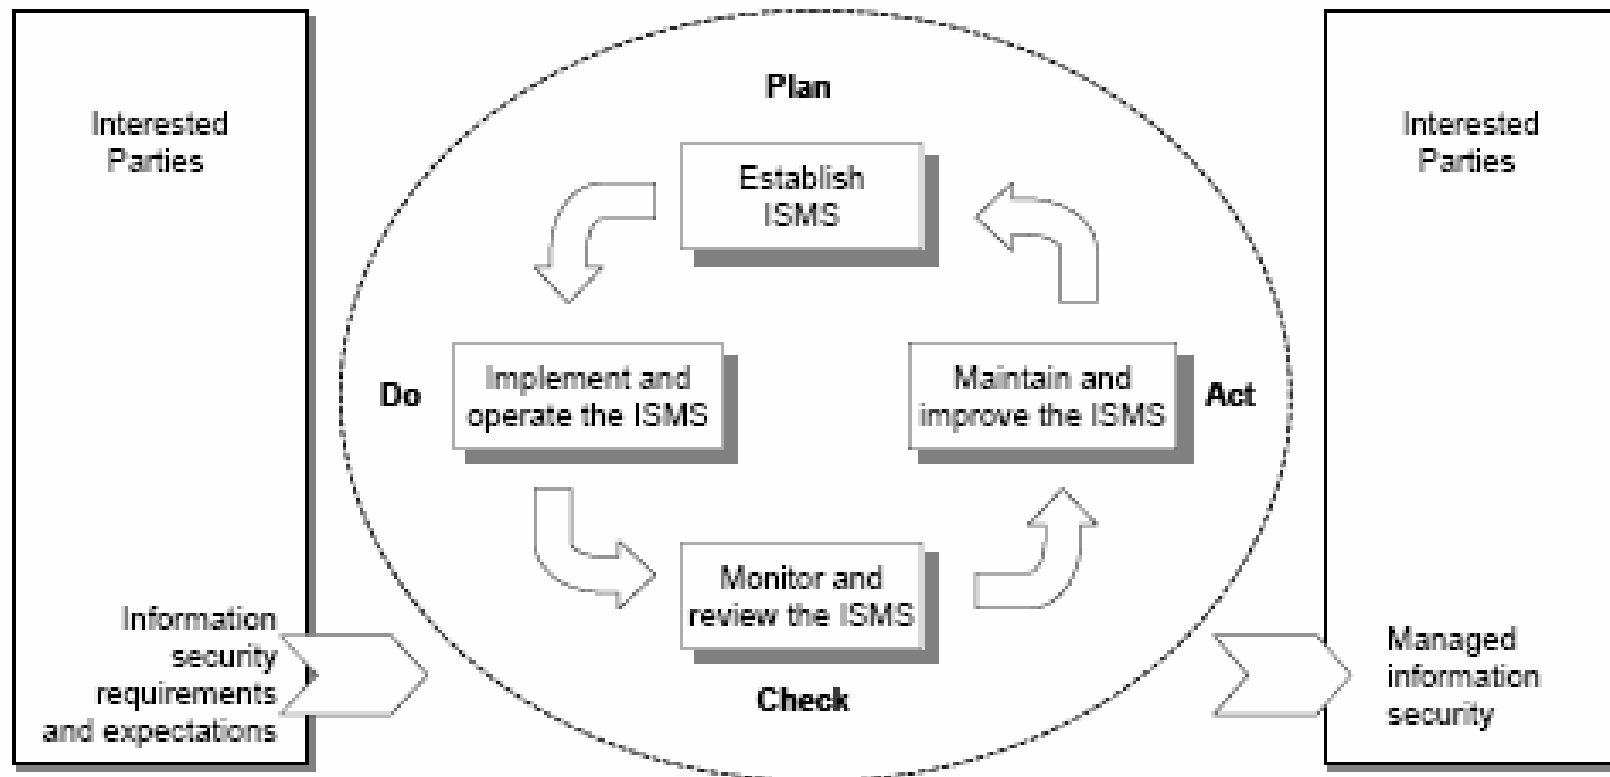 Interested
Parties
Information
security
requirements
and expectations
Plan
Establish
ISMS
Do
Implement and
operate the ISMS
Maintain and
improve the ISMS
Act
Monitor and
review the ISMS
Check
Interested
Parties
Managed
information
security